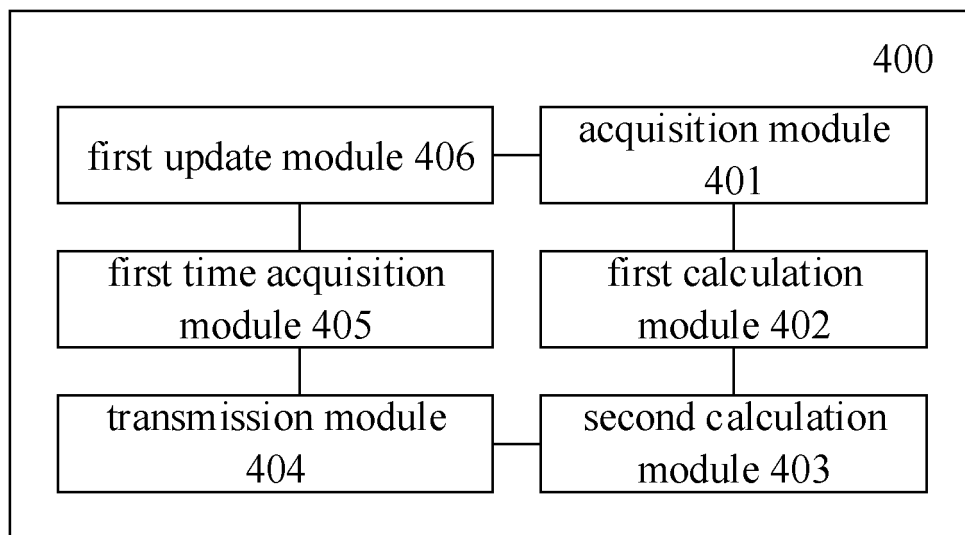 400
first update module 406
acquisition module
401
first time acquisition
module 405
first calculation
module 402
transmission module
404
second calculation
module 403